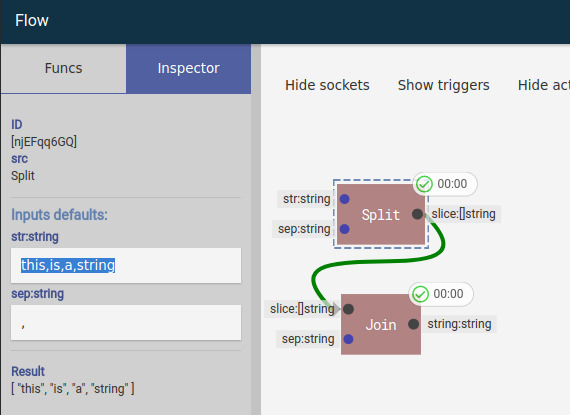 Flow
Funcs Inspector
Hide sockets Show triggers Hide act
ID
[njEFqq6GQ]
src
Split
Inputs defaults:
str:string
this,is,a,string
sep:string
,
Result
[ "this", "is", "a", "string" ]
00:00
str:string Split slice:[]string
sep:string
00:00
slice:[]string
Join string:string
sep:string